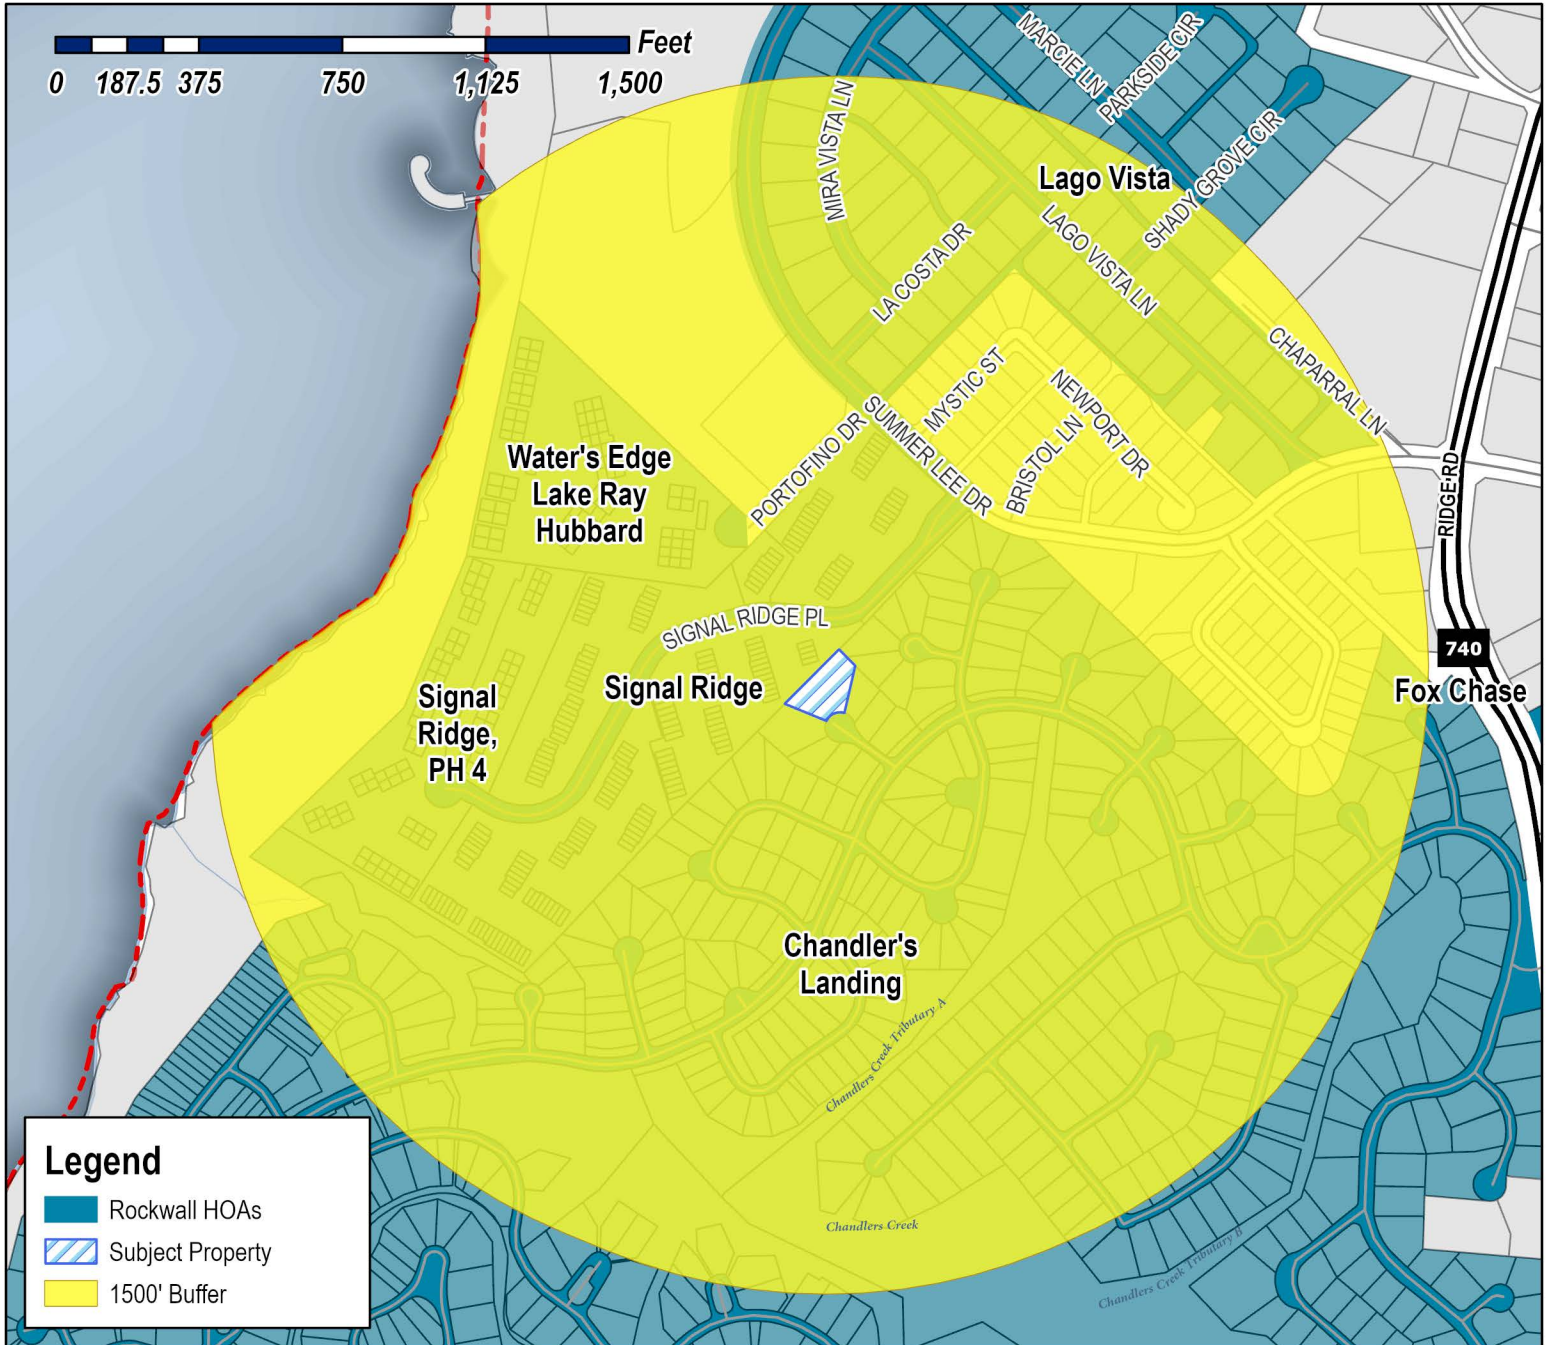 Feet
0 187.5 375 750 1,125 1,500
MARCIE LN
PARKSIDE CIR
MIRA VISTA LN
SHADY GROVE CIR
Lago Vista
LAGO VISTA LN
LA COSTA DR
CHAPARRAL LN
MYSTIC ST
NEWPORT DR
SUMMER LEE DR
BRISTOL LN
PORTOFINO DR
RIDGE RD
Water's Edge
Lake Ray
Hubbard
SIGNAL RIDGE PL
740
Signal Ridge
Fox Chase
Signal
Ridge,
PH 4
Chandler's
Landing
Chandlers Creek Tributary A
Chandlers Creek
Chandlers Creek Tributary B
Legend
Rockwall HOAs
Subject Property
1500' Buffer